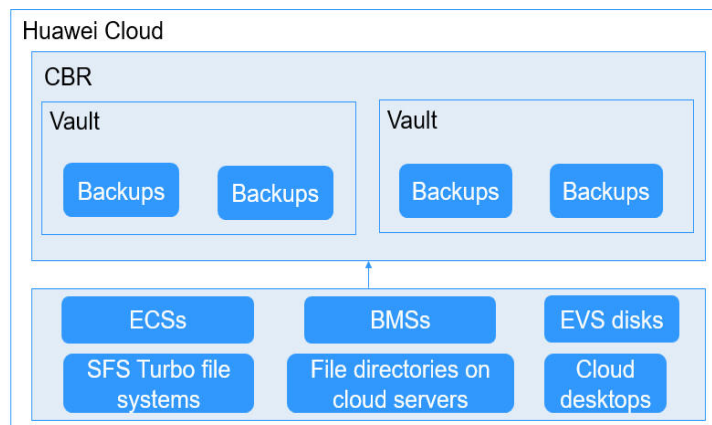 Huawei Cloud
CBR
Vault
Vault
Backups
Backups
Backups
Backups
ECSs
BMSs
EVS disks
SFS Turbo file
systems
File directories on
cloud servers
Cloud
desktops